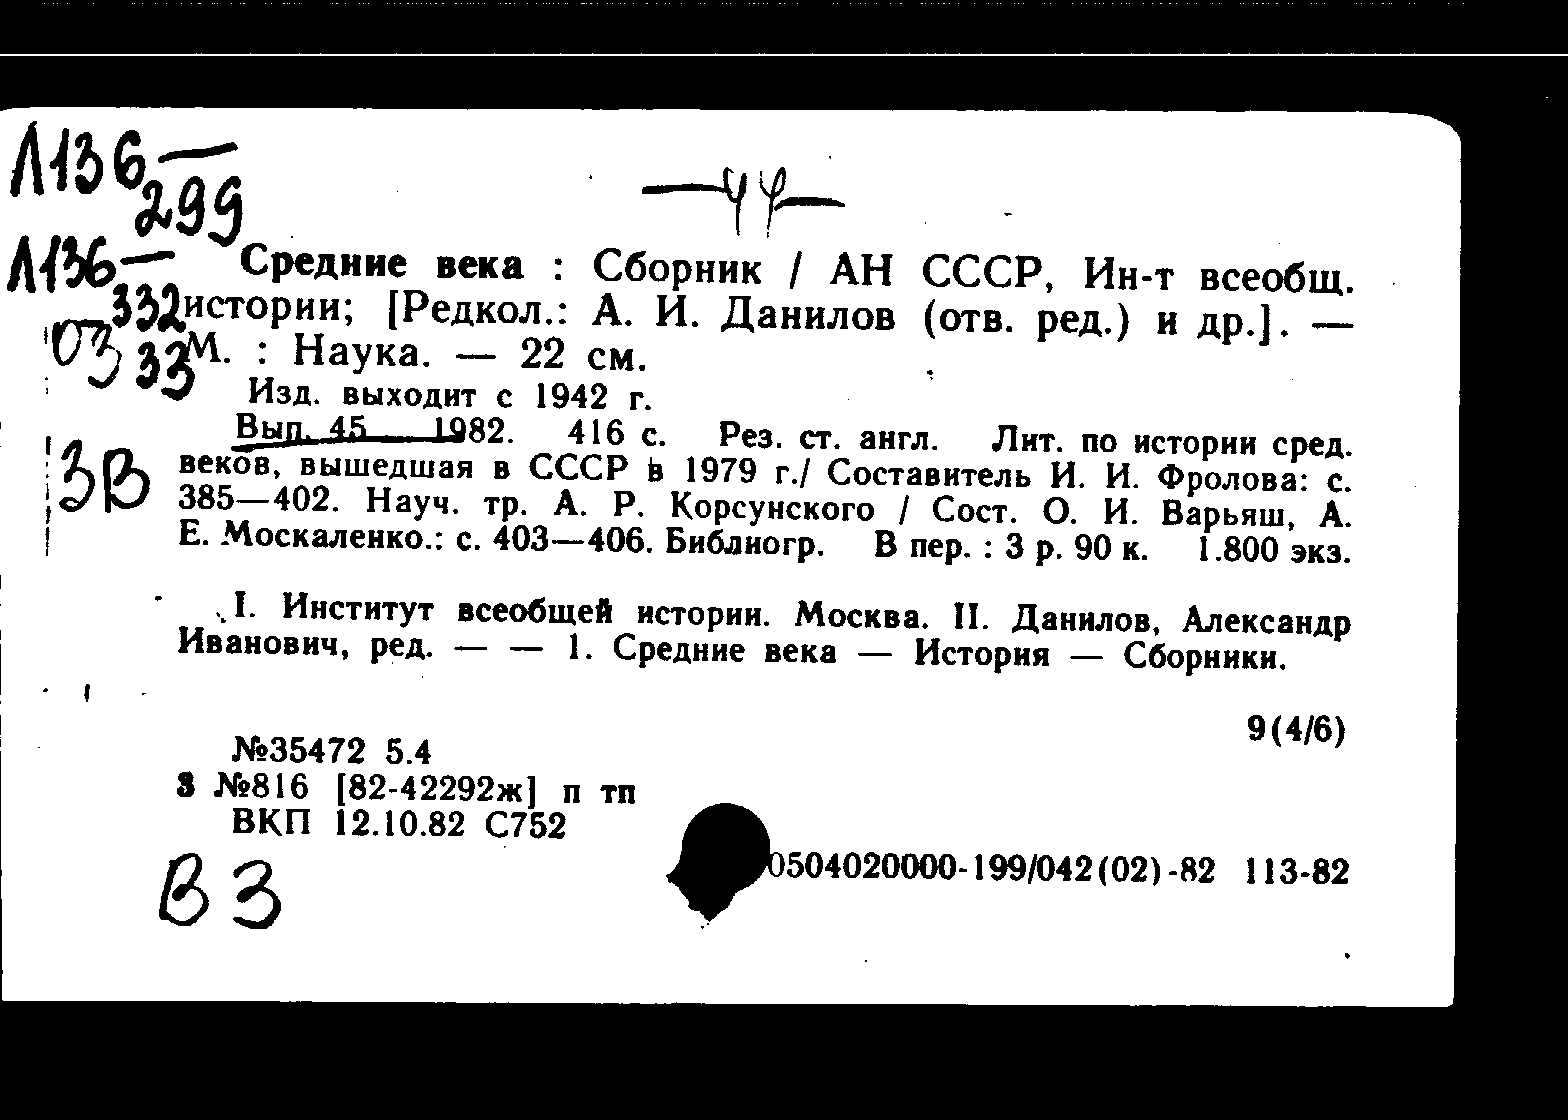 Л136—
299
— 44 —
Л136—
332
33
ОЗ
ЗВ
Средние века : Сборник / АН СССР, Ин-т всеобщ.
истории; [Редкол.: А. И. Данилов (отв. ред.) и др.]. —
М. : Наука. — 22 см.
Изд. выходит с 1942 г.
Вып. 45 1982. 416 с. Рез. ст. англ. Лит. по истории сред.
веков, вышедшая в СССР в 1979 г./ Составитель И. И. Фролова: с.
385—402. Науч. тр. А. Р. Корсунского / Сост. О. И. Варьяш, А.
Е. Москаленко.: с. 403—406. Библиогр. В пер. : 3 р. 90 к. 1.800 экз.
I. Институт всеобщей истории. Москва. II. Данилов, Александр
Иванович, ред. — — 1. Средние века — История — Сборники.
9(4/6)
№35472 5.4
3 №816 [82-42292ж] п тп
ВКП 12.10.82 С752
0504020000-199/042(02)-82 113-82
В З